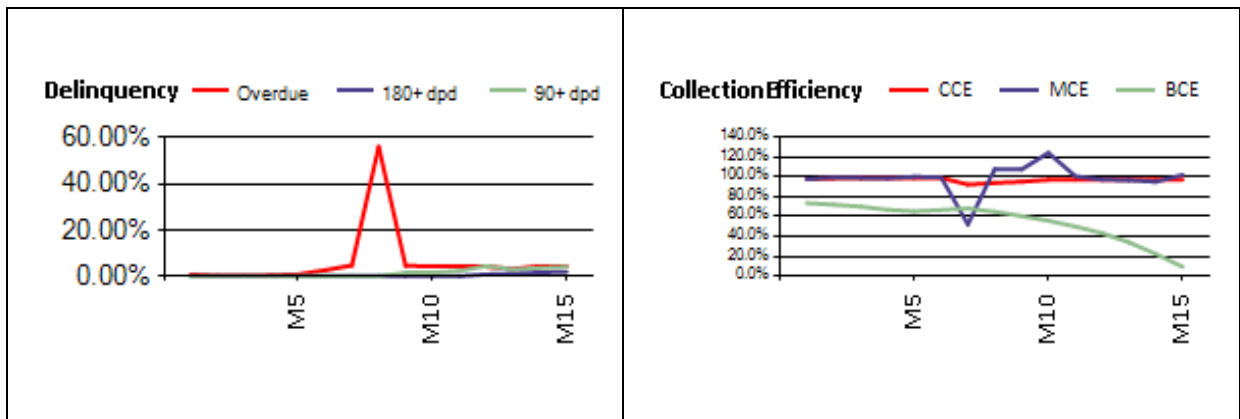 Delinquency Overdue 180+ dpd 90+ dpd
60.00%
40.00%
20.00%
0.00%
M5
M10
M15
Collection Efficiency CCE MCE BCE
140.0%
120.0%
100.0%
80.0%
60.0%
40.0%
20.0%
0.0%
M5
M10
M15